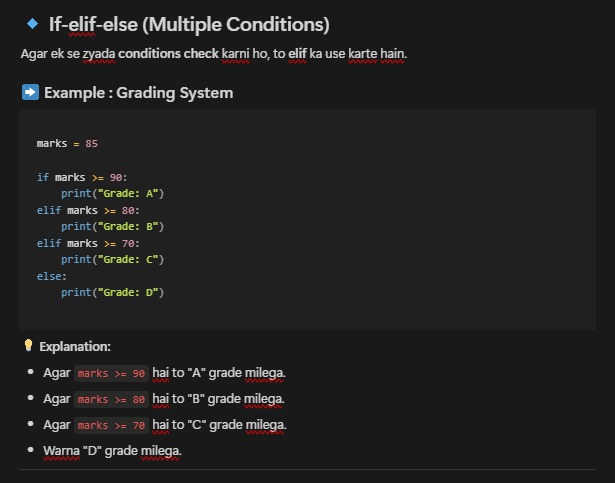 🔹 If-elif-else (Multiple Conditions)
Agar ek se zyada conditions check karni ho, to elif ka use karte hain.
➡ Example : Grading System
marks = 85
if marks >= 90:
    print("Grade: A")
elif marks >= 80:
    print("Grade: B")
elif marks >= 70:
    print("Grade: C")
else:
    print("Grade: D")
💡 Explanation:
• Agar marks >= 90 hai to "A" grade milega.
• Agar marks >= 80 hai to "B" grade milega.
• Agar marks >= 70 hai to "C" grade milega.
• Warna "D" grade milega.